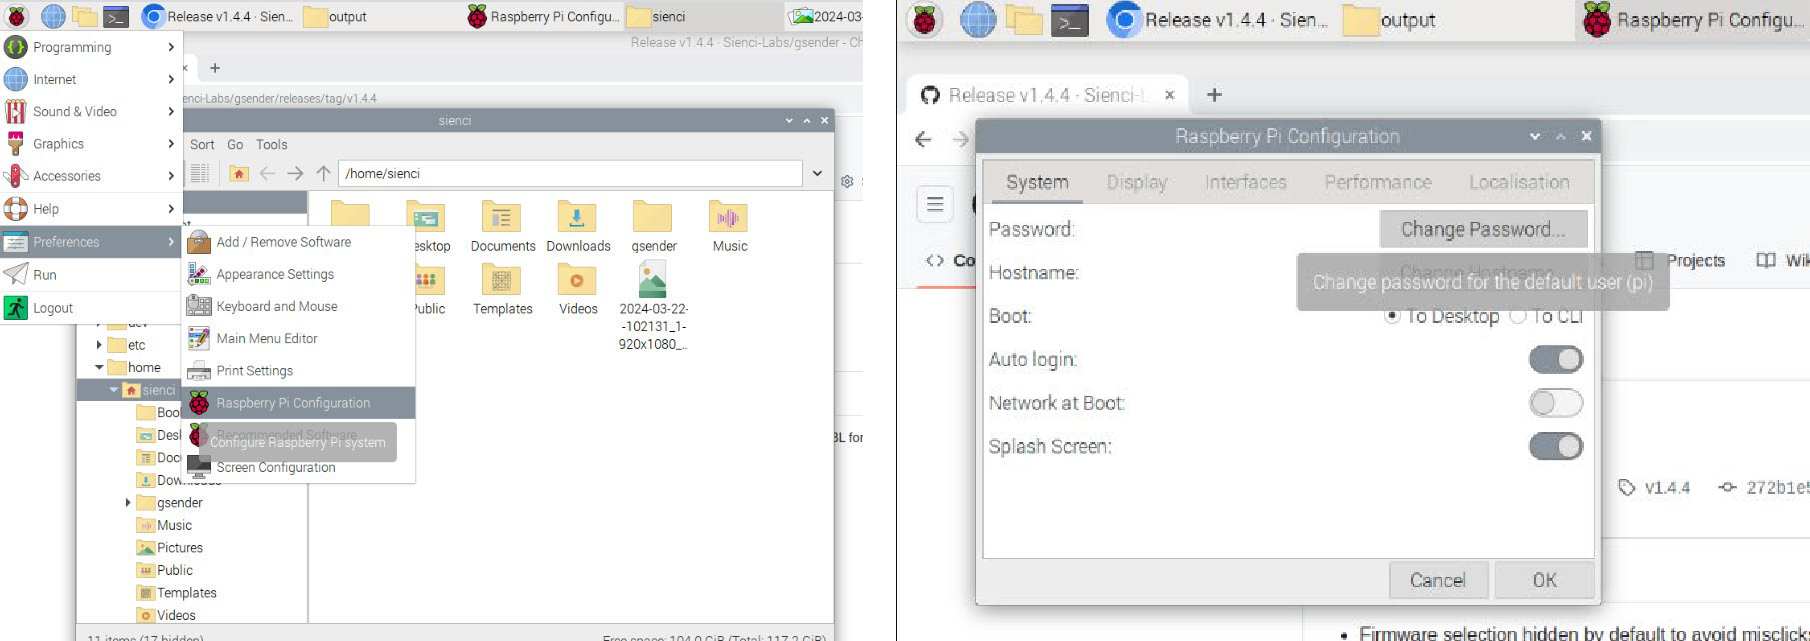 Release v1.4.4 · Sien...
output
Raspberry Pi Configu...
sienci
2024-03-
Programming
Internet
Sound & Video
Graphics
Accessories
Help
Preferences
Run
Logout
Release v1.4.4 · Sienci-Labs/gsender - Ch
enci-Labs/gsender/releases/tag/v1.4.4
sienci
Sort Go Tools
/home/sienci
Desktop
Documents
Downloads
gsender
Music
Public
Templates
Videos
2024-03-22-
-102131_1-
920x1080_...
Add / Remove Software
Appearance Settings
Keyboard and Mouse
Main Menu Editor
Print Settings
Raspberry Pi Configuration
Recommended Software
Configure Raspberry Pi system
Screen Configuration
dev
etc
home
sienci
Boo
Desk
Docu
Downloads
gsender
Music
Pictures
Public
Templates
Videos
BL for
11 items (17 hidden)
Free space: 104.0 GiB (Total: 117.2 GiB)
Release v1.4.4 · Sien...
output
Raspberry Pi Configu...
Release v1.4.4 · Sienci-L
Raspberry Pi Configuration
System Display Interfaces Performance Localisation
Password: Change Password...
Hostname: Change Hostname...
Change password for the default user (pi)
Boot: To Desktop To CLI
Auto login:
Network at Boot:
Splash Screen:
Cancel OK
Co
Projects
Wik
v1.4.4
272b1e5
Firmware selection hidden by default to avoid misclicks